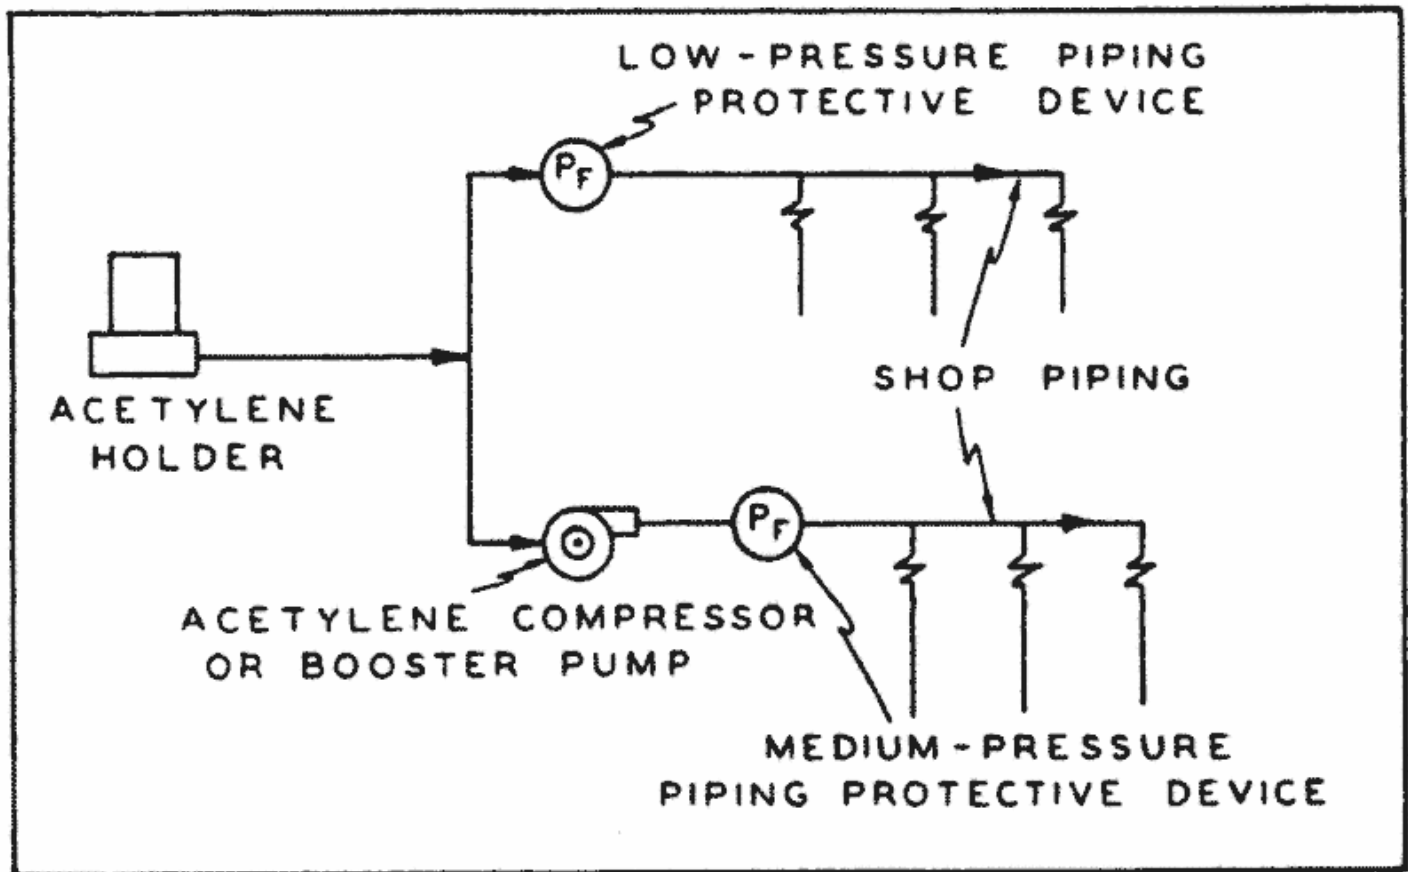 LOW-PRESSURE PIPING
PROTECTIVE DEVICE
PF
SHOP PIPING
ACETYLENE
HOLDER
PF
ACETYLENE COMPRESSOR
OR BOOSTER PUMP
MEDIUM-PRESSURE
PIPING PROTECTIVE DEVICE